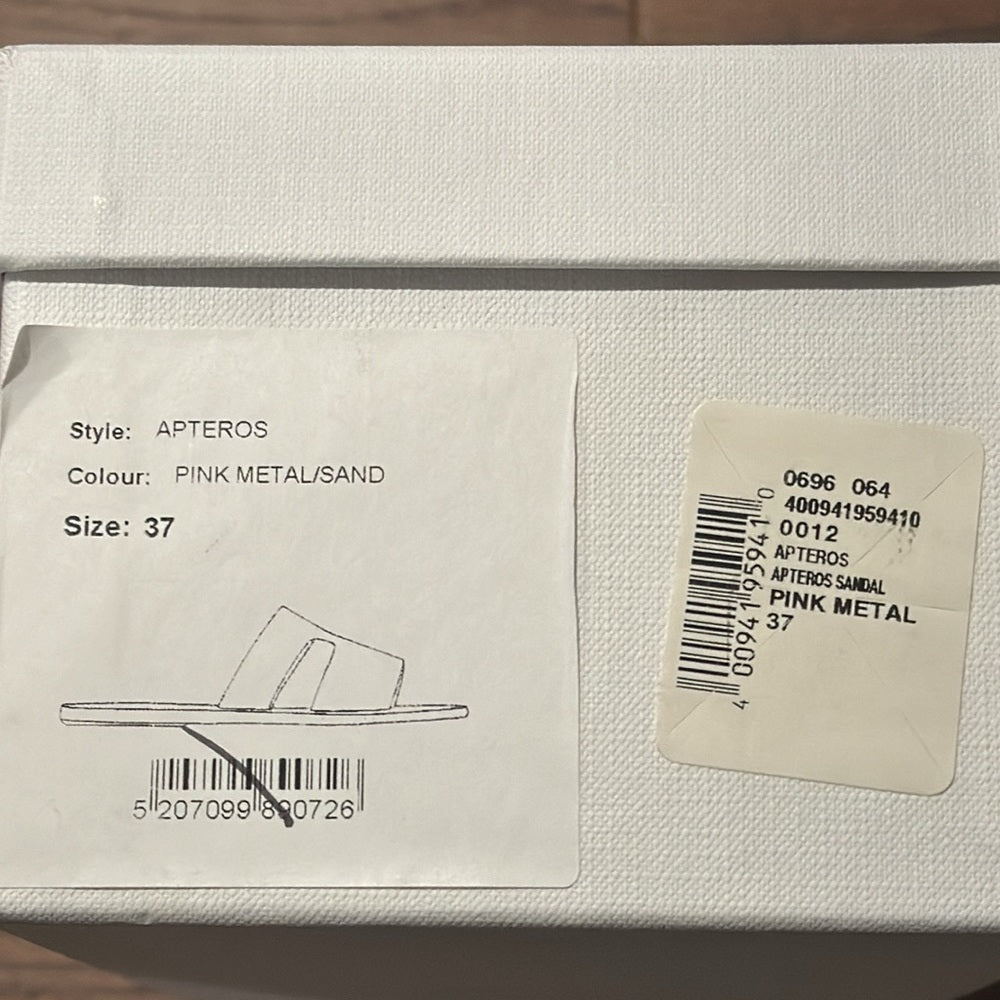 Style: APTEROS
Colour: PINK METAL/SAND
Size: 37
5 207099 890726
0696 064
400941959410
0012
APTEROS
APTEROS SANDAL
PINK METAL
37
4 00941 95941 0